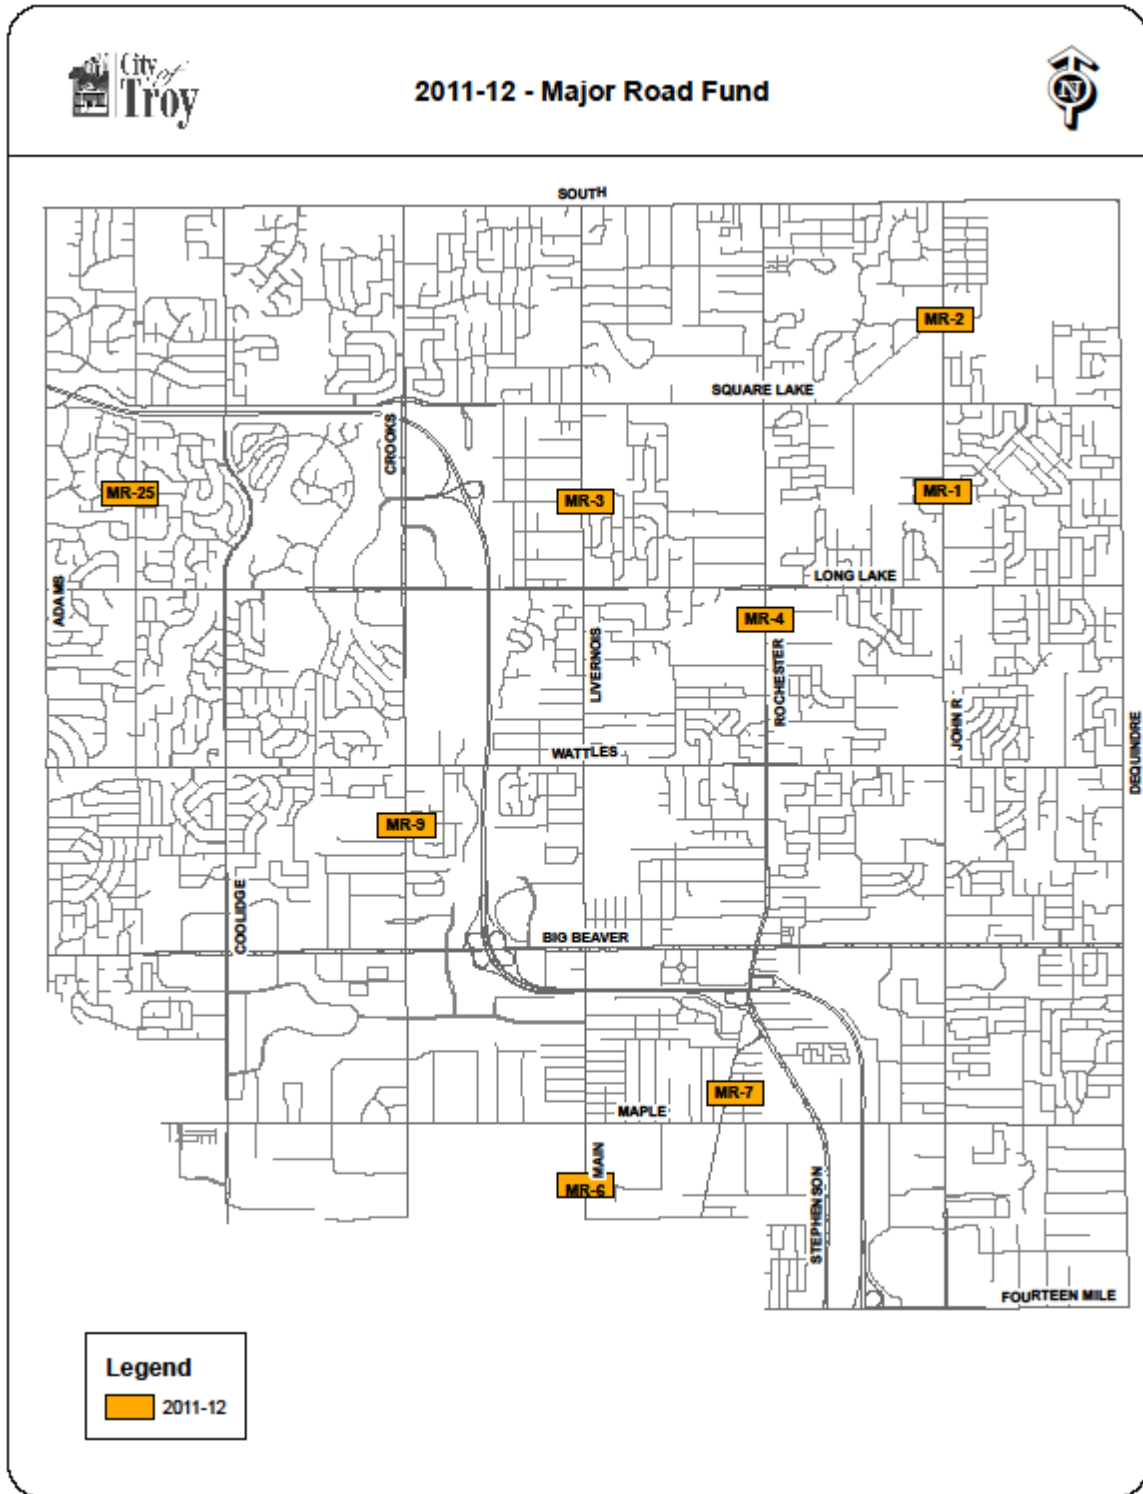 City of
Troy
2011-12 - Major Road Fund
N
SOUTH
MR-2
SQUARE LAKE
CROOKS
MR-25
MR-3
MR-1
LONG LAKE
ADAMS
MR-4
LIVERNOIS
ROCHESTER
JOHN R
DEQUINDRE
WATTLES
MR-9
COOLIDGE
BIG BEAVER
MR-7
MAPLE
MAIN
MR-6
STEPHENSON
FOURTEEN MILE
Legend
2011-12